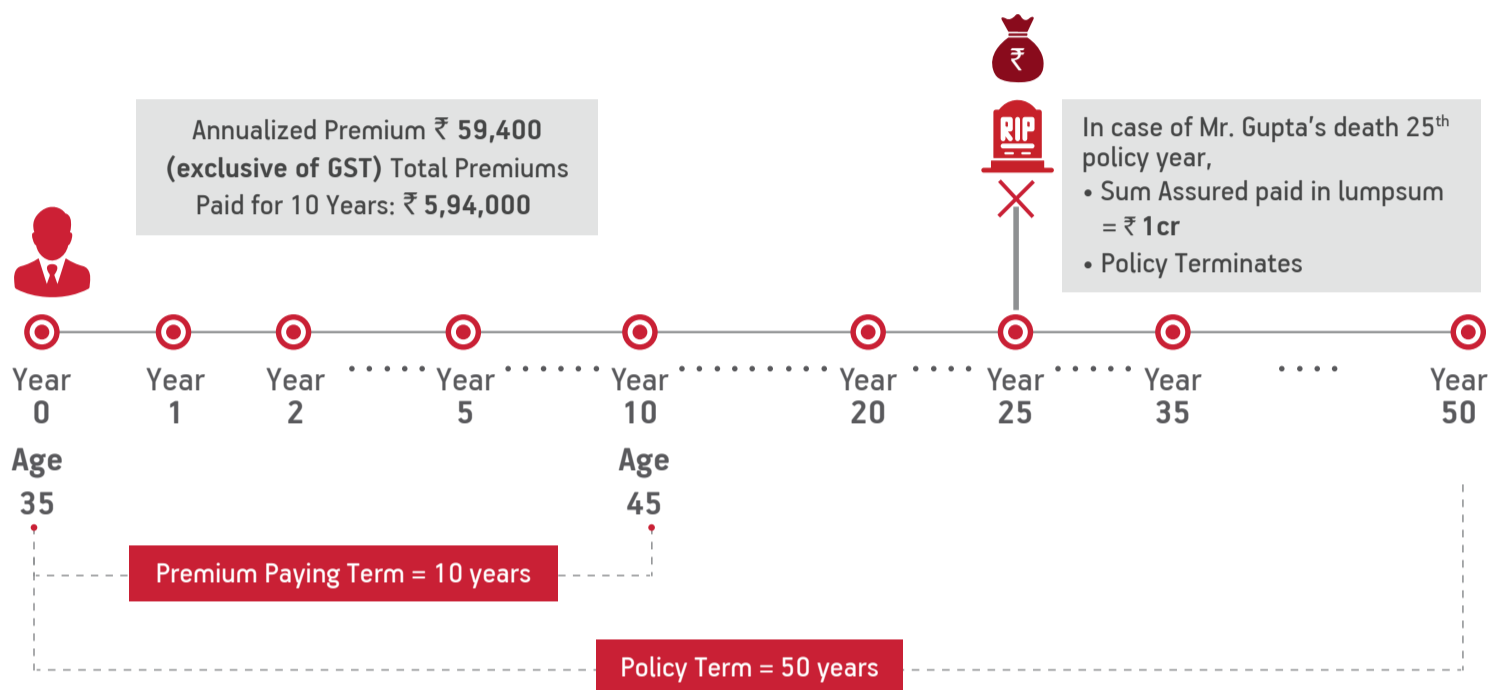 ₹
RIP
Annualized Premium ₹ 59,400
(exclusive of GST) Total Premiums
Paid for 10 Years: ₹ 5,94,000
In case of Mr. Gupta's death 25th
policy year,
• Sum Assured paid in lumpsum
= ₹ 1cr
• Policy Terminates
Year Year Year Year Year Year Year Year Year
0 1 2 5 10 20 25 35 50
Age Age
35 45
Premium Paying Term = 10 years
Policy Term = 50 years